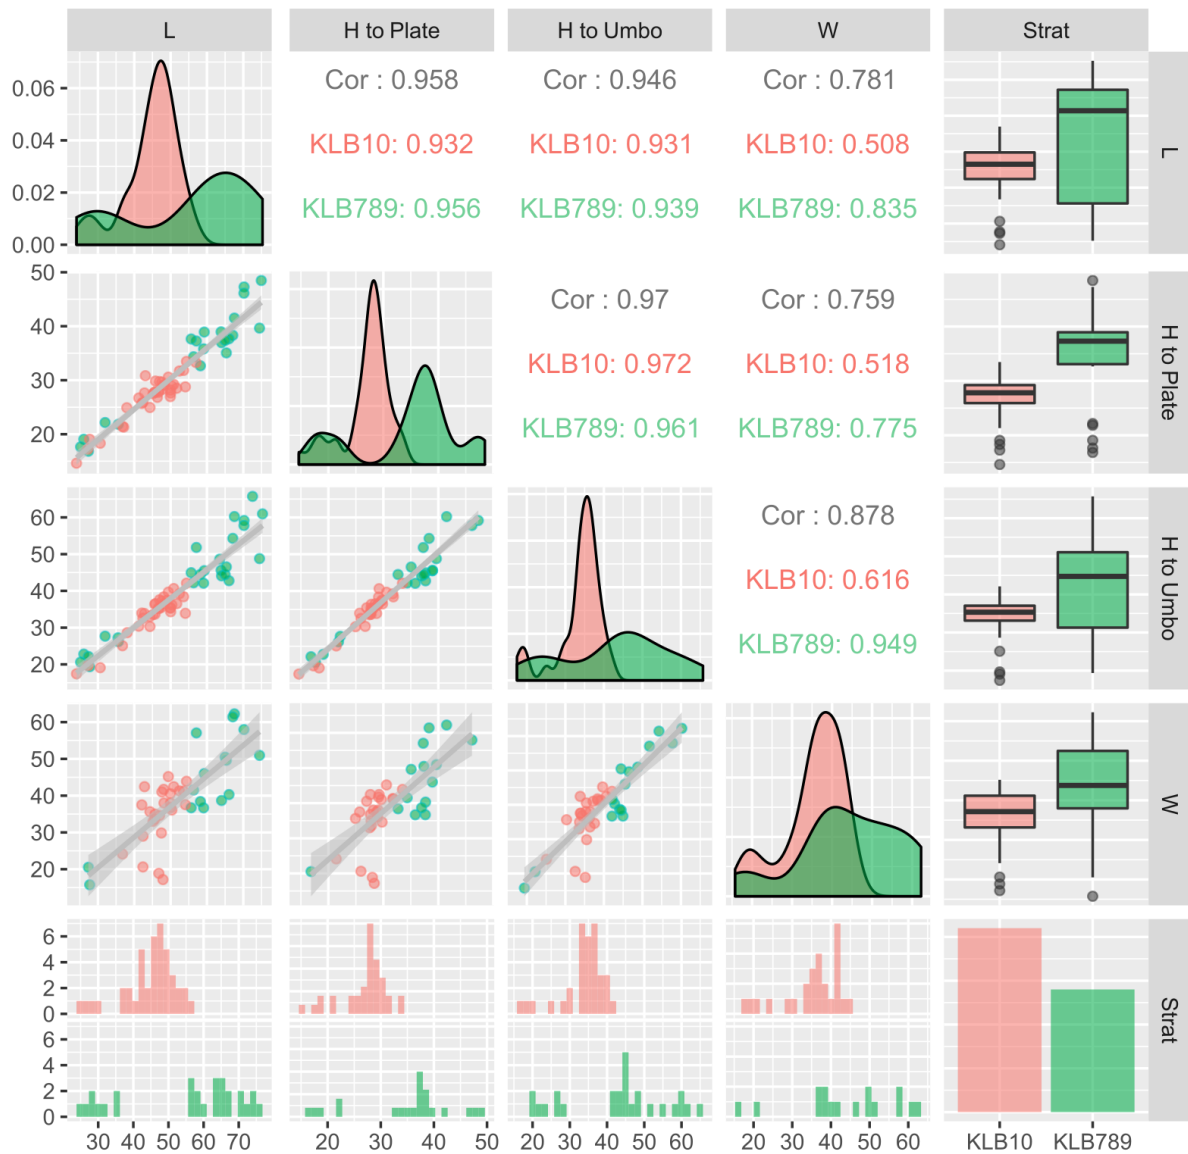 L H to Plate H to Umbo W Strat
0.06 Cor : 0.958 Cor : 0.946 Cor : 0.781
0.04 KLB10: 0.932 KLB10: 0.931 KLB10: 0.508 L
0.02 KLB789: 0.956 KLB789: 0.939 KLB789: 0.835
0.00
50
Cor : 0.97 Cor : 0.759
40
KLB10: 0.972 KLB10: 0.518 H to Plate
30
KLB789: 0.961 KLB789: 0.775
20
60 Cor : 0.878
50
40 KLB10: 0.616 H to Umbo
30
KLB789: 0.949
20
60
50
40 W
30
20
6
4
2
0
Strat
6
4
2
0
30 40 50 60 70 20 30 40 50 20 30 40 50 60 20 30 40 50 60 KLB10 KLB789